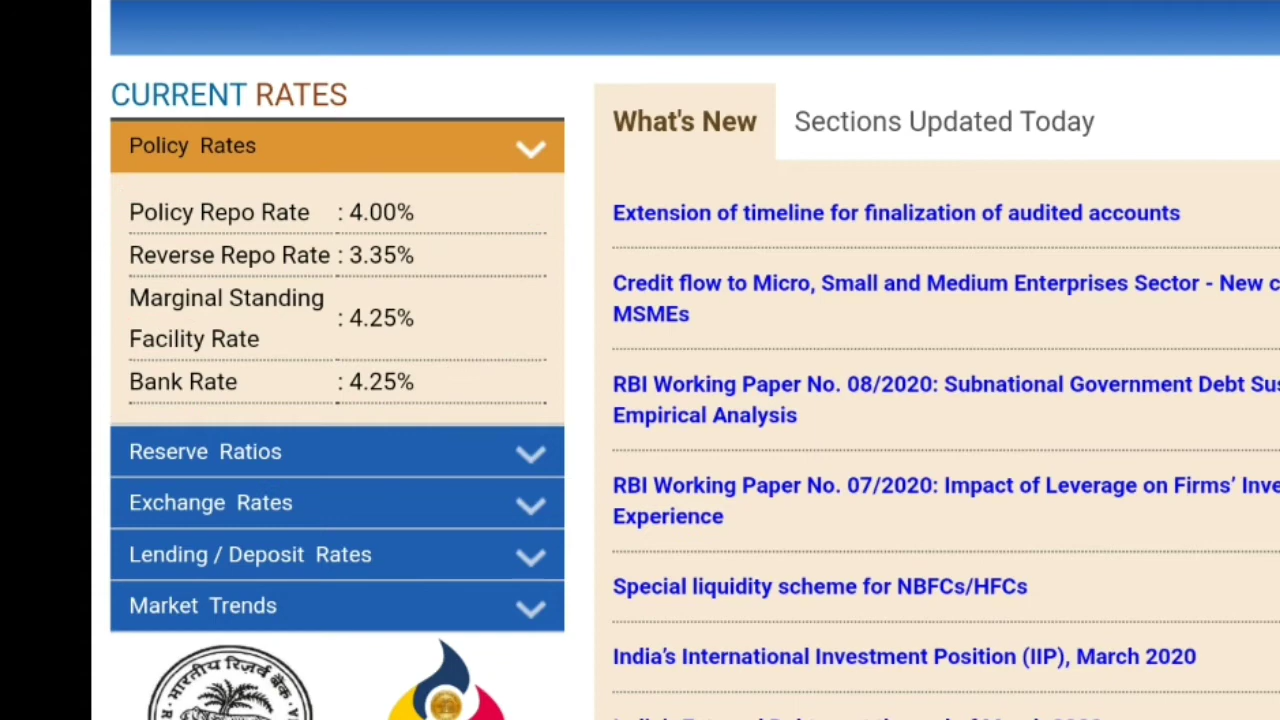 CURRENT RATES
Policy Rates
Policy Repo Rate : 4.00%
Reverse Repo Rate : 3.35%
Marginal Standing
Facility Rate
: 4.25%
Bank Rate : 4.25%
Reserve Ratios
Exchange Rates
Lending / Deposit Rates
Market Trends
भारतीय रिज़र्व बैंक
What's New
Sections Updated Today
Extension of timeline for finalization of audited accounts
Credit flow to Micro, Small and Medium Enterprises Sector - New c
MSMEs
RBI Working Paper No. 08/2020: Subnational Government Debt Sus
Empirical Analysis
RBI Working Paper No. 07/2020: Impact of Leverage on Firms’ Inve
Experience
Special liquidity scheme for NBFCs/HFCs
India’s International Investment Position (IIP), March 2020